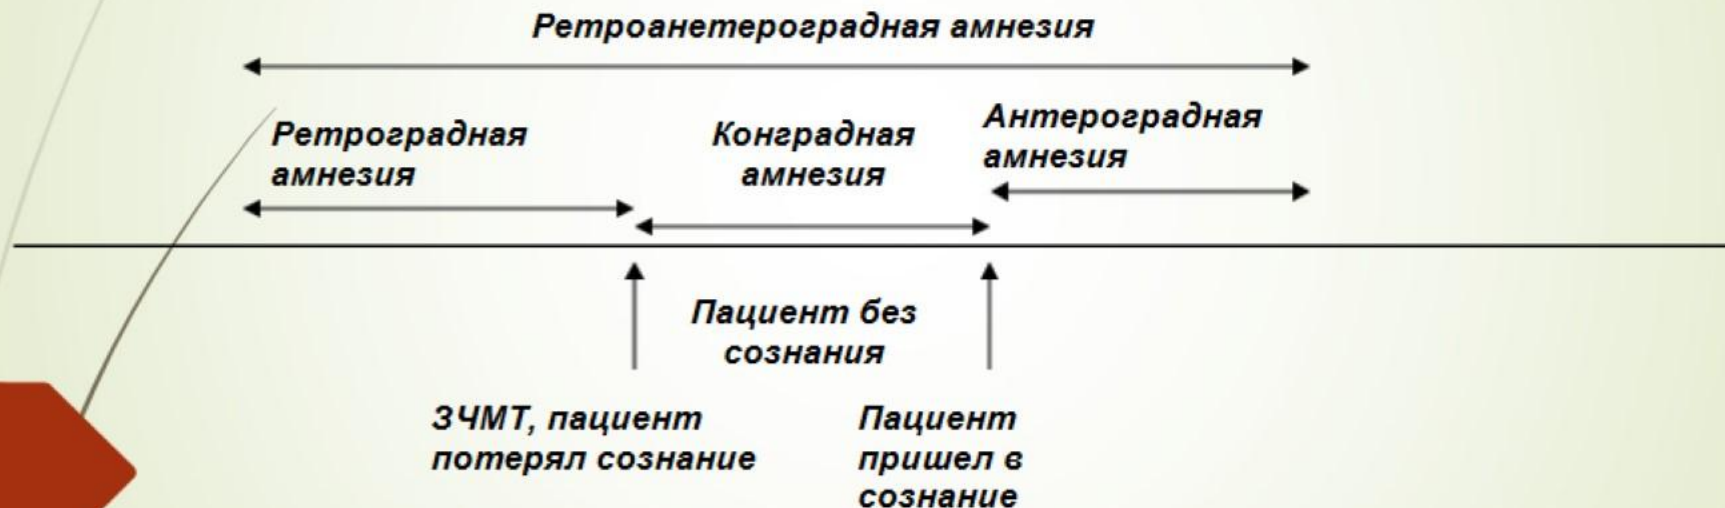 Ретроанетероградная амнезия
Ретроградная
амнезия
Конградная
амнезия
Антероградная
амнезия
Пациент без
сознания
ЗЧМТ, пациент
потерял сознание
Пациент
пришел в
сознание